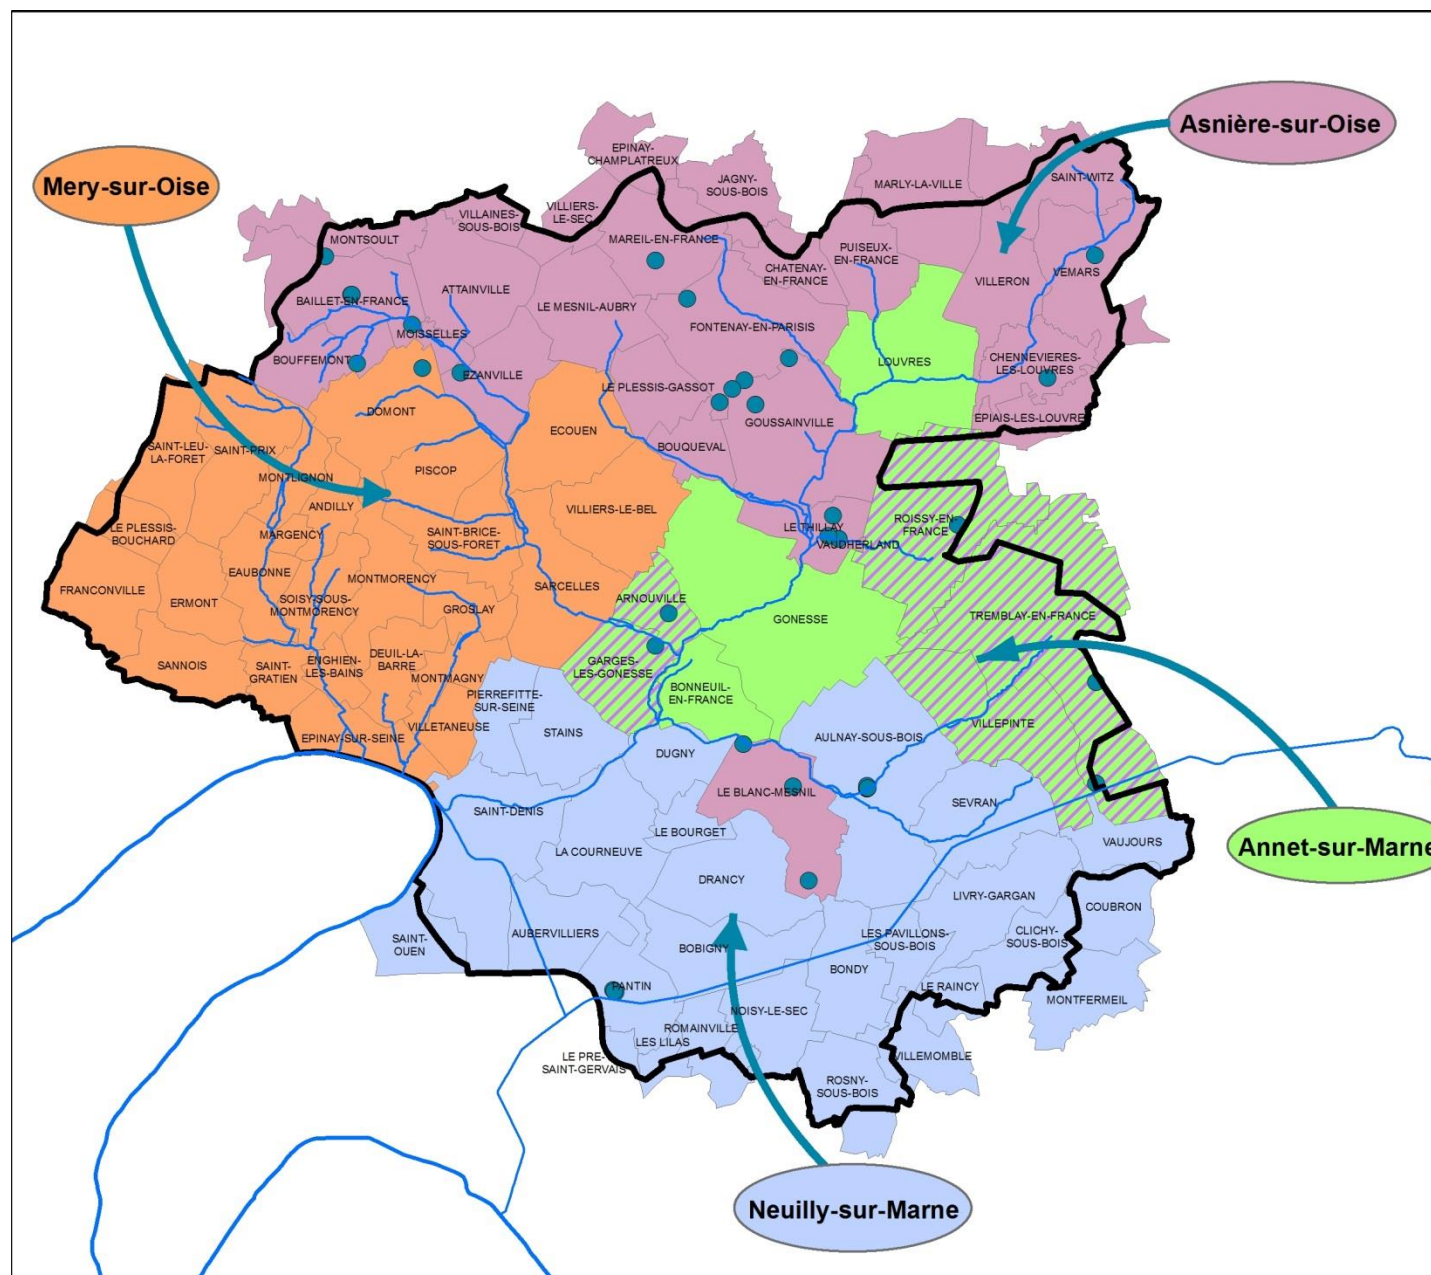 Asnière-sur-Oise
Mery-sur-Oise
EPINAY-
CHAMPLATREUX
JAGNY-
SOUS-BOIS
MARLY-LA-VILLE
SAINT-WITZ
VILLIERS-
LE-SEC
VILLAINES-
SOUS-BOIS
MONTSOULT
MAREIL-EN-FRANCE
PUISEUX-
EN-FRANCE
CHATENAY-
EN-FRANCE
VEMARS
VILLERON
ATTAINVILLE
BAILLET-EN-FRANCE
LE MESNIL-AUBRY
FONTENAY-EN-PARISIS
MOISSELLES
BOUFFEMONT
LOUVRES
CHENNEVIERES-
LES-LOUVRES
EZANVILLE
LE PLESSIS-GASSOT
DOMONT
GOUSSAINVILLE
EPIAIS-LES-LOUVRE
ECOUEN
BOUQUEVAL
SAINT-LEU-
LA-FORET
SAINT-PRIX
PISCOP
MONTLIGNON
ANDILLY
VILLIERS-LE-BEL
LE PLESSIS-
BOUCHARD
MARGENCY
SAINT-BRICE-
SOUS-FORET
LE THILLAY
VAUDHERLAND
ROISSY-EN-
FRANCE
EAUBONNE
MONTMORENCY
FRANCONVILLE
ERMONT
SOISY-SOUS-
MONTMORENCY
GROSLAY
SARCELLES
ARNOUVILLE
GONESSE
TREMBLAY-EN-FRANCE
SANNOIS
SAINT-
GRATIEN
ENGHIEN-
LES-BAINS
DEUIL-LA-
BARRE
MONTMAGNY
GARGES-
LES-GONESSE
BONNEUIL-
EN-FRANCE
PIERREFITTE-
SUR-SEINE
VILLETANEUSE
EPINAY-SUR-SEINE
STAINS
DUGNY
AULNAY-SOUS-BOIS
VILLEPINTE
LE BLANC-MESNIL
SEVRAN
SAINT-DENIS
LE BOURGET
LA COURNEUVE
VAUJOURS
Annet-sur-Marne
DRANCY
LIVRY-GARGAN
COUBRON
AUBERVILLIERS
SAINT-
OUEN
BOBIGNY
LES PAVILLONS-
SOUS-BOIS
CLICHY-
SOUS-BOIS
BONDY
PANTIN
LE RAINCY
MONTFERMEIL
NOISY-LE-SEC
ROMAINVILLE
LES LILAS
LE PRE-
SAINT-GERVAIS
VILLEMOMBLE
ROSNY-
SOUS-BOIS
Neuilly-sur-Marne